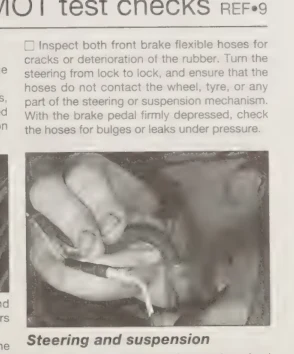 MOT test checks REF•9
☐ Inspect both front brake flexible hoses for
cracks or deterioration of the rubber. Turn the
steering from lock to lock, and ensure that the
hoses do not contact the wheel, tyre, or any
part of the steering or suspension mechanism.
With the brake pedal firmly depressed, check
the hoses for bulges or leaks under pressure.
Steering and suspension